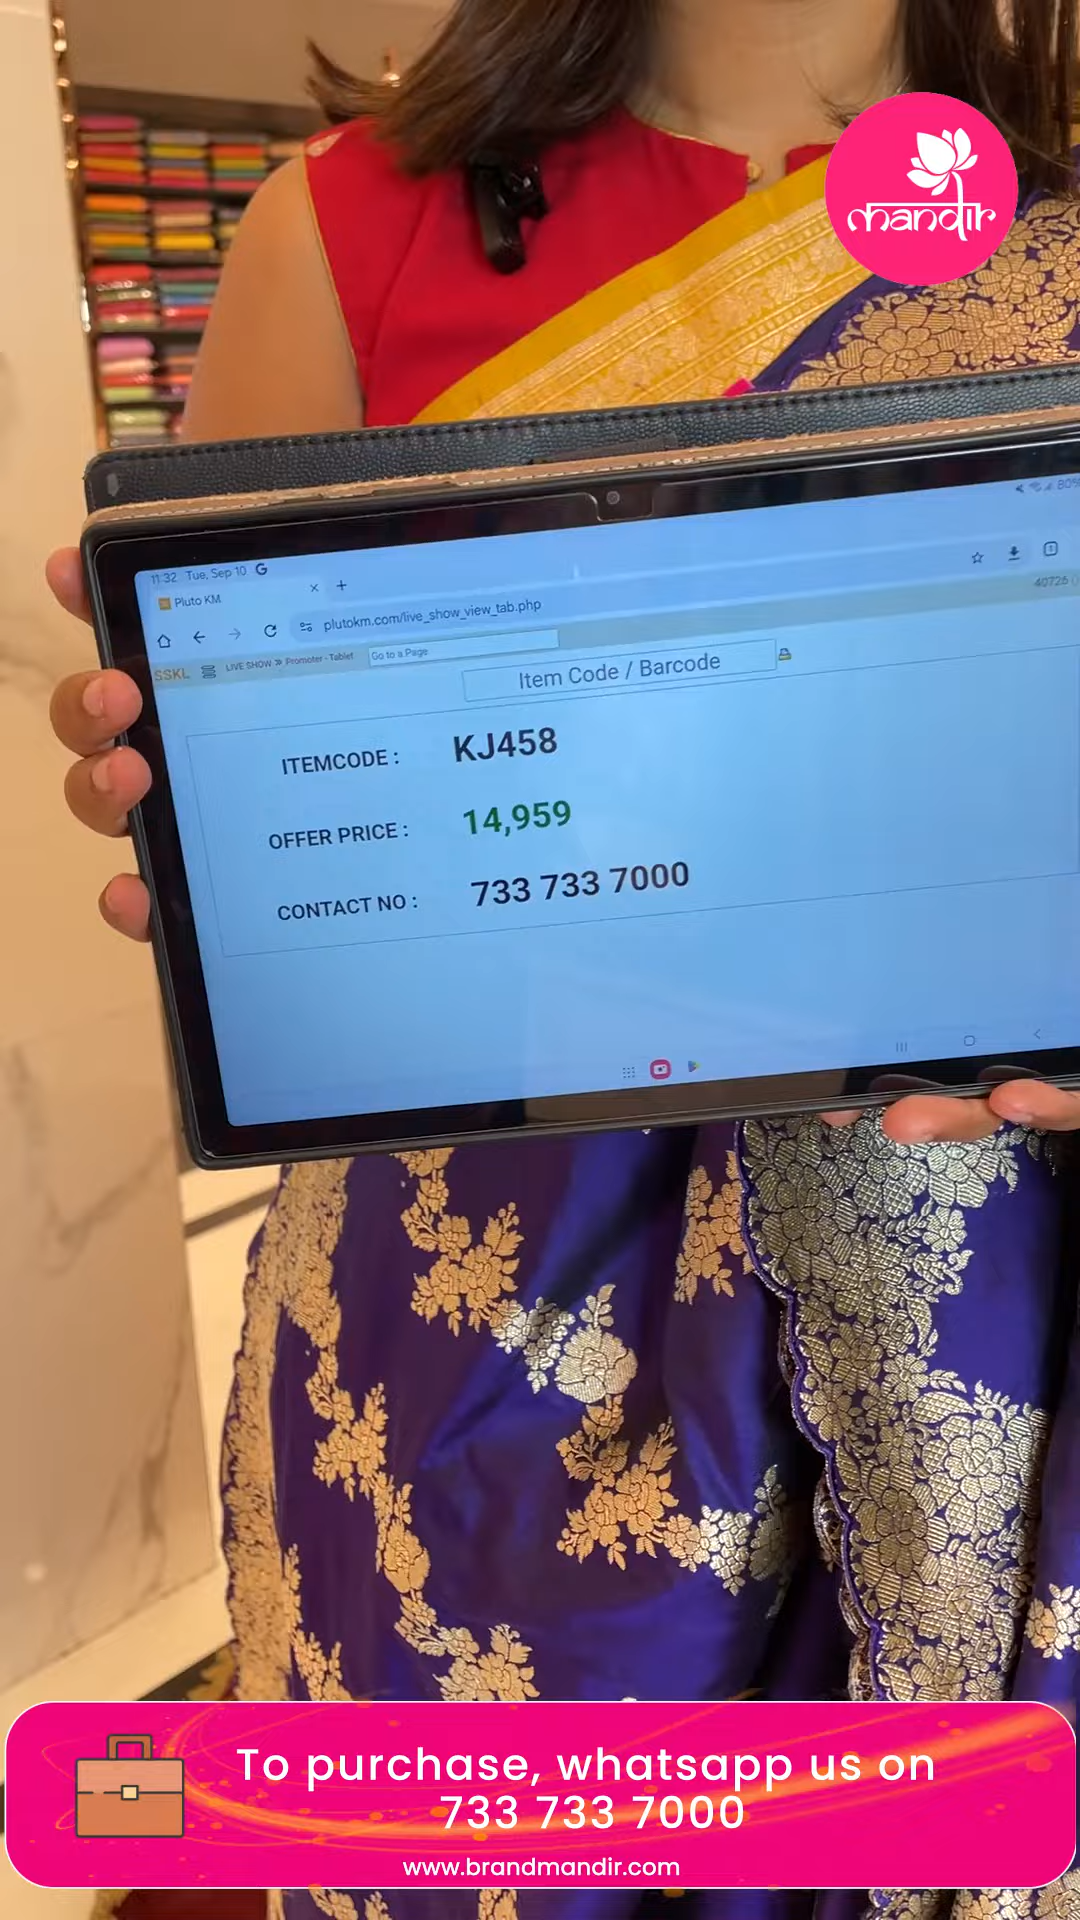 mandir
11:32 Tue, Sep 10 G
80%
Pluto KM
plutokm.com/live_show_view_tab.php
40726
SSKL LIVE SHOW » Promoter - Tablet Go to a Page
Item Code / Barcode
ITEMCODE : KJ458
OFFER PRICE : 14,959
CONTACT NO : 733 733 7000
To purchase, whatsapp us on
733 733 7000
www.brandmandir.com